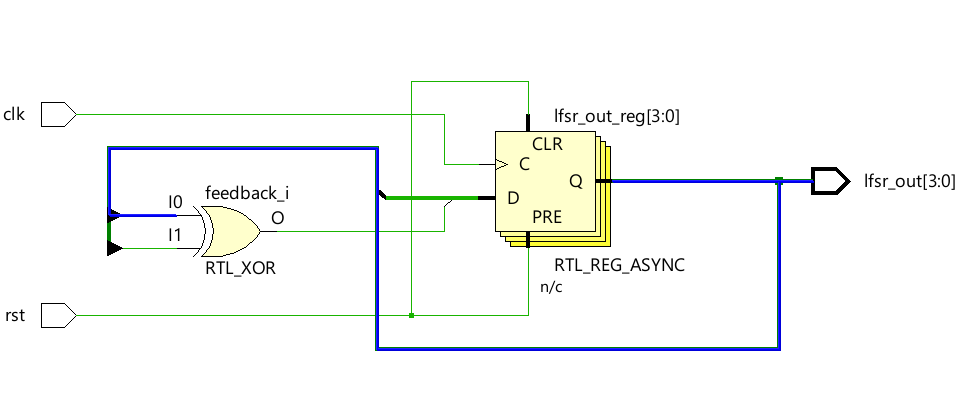 clk
lfsr_out_reg[3:0]
CLR
C
D
Q
PRE
lfsr_out[3:0]
feedback_i
I0
I1
O
RTL_XOR
RTL_REG_ASYNC
n/c
rst